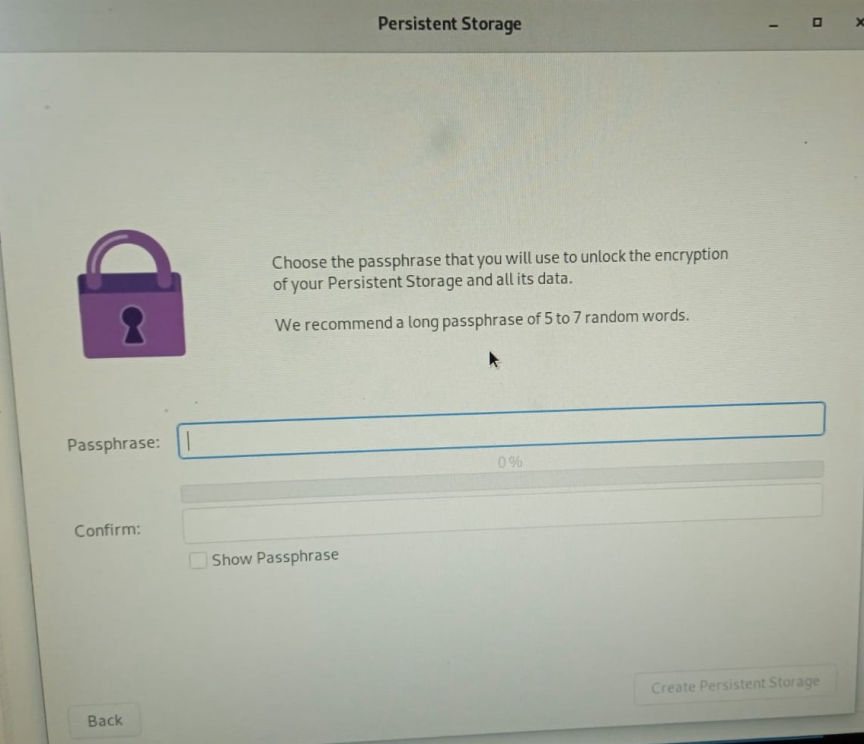 Persistent Storage
Choose the passphrase that you will use to unlock the encryption
of your Persistent Storage and all its data.
We recommend a long passphrase of 5 to 7 random words.
Passphrase:
0 %
Confirm:
Show Passphrase
Create Persistent Storage
Back